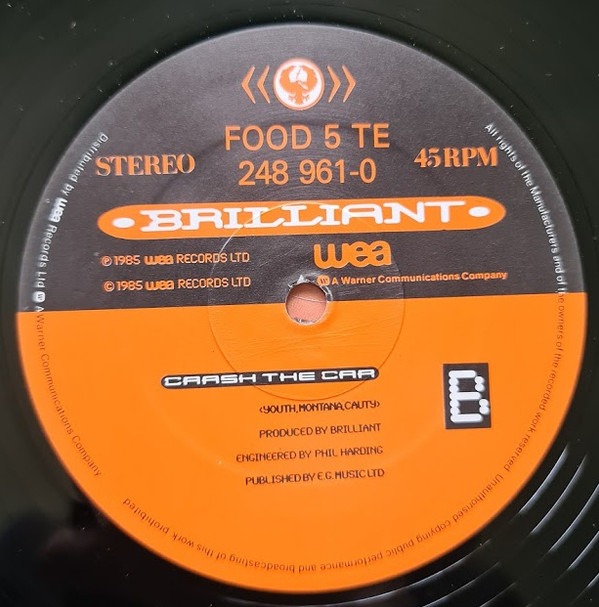 FOOD 5 TE
STEREO
248 961-0
45 RPM
•BRILLIANT•
℗1985 wea RECORDS LTD
©1985 wea RECORDS LTD
wea
A Warner Communications Company
CRASH THE CAR
<YOUTH, MONTANA, CAUTY>
PRODUCED BY BRILLIANT
ENGINEERED BY PHIL HARDING
PUBLISHED BY E.G. MUSIC LTD
B
All rights of the Manufacturers and of the owners of the recorded work reserved Unauthorised copying public performance and broadcasting of this work prohibited
Distributed by wea Records Ltd A Warner Communications Company